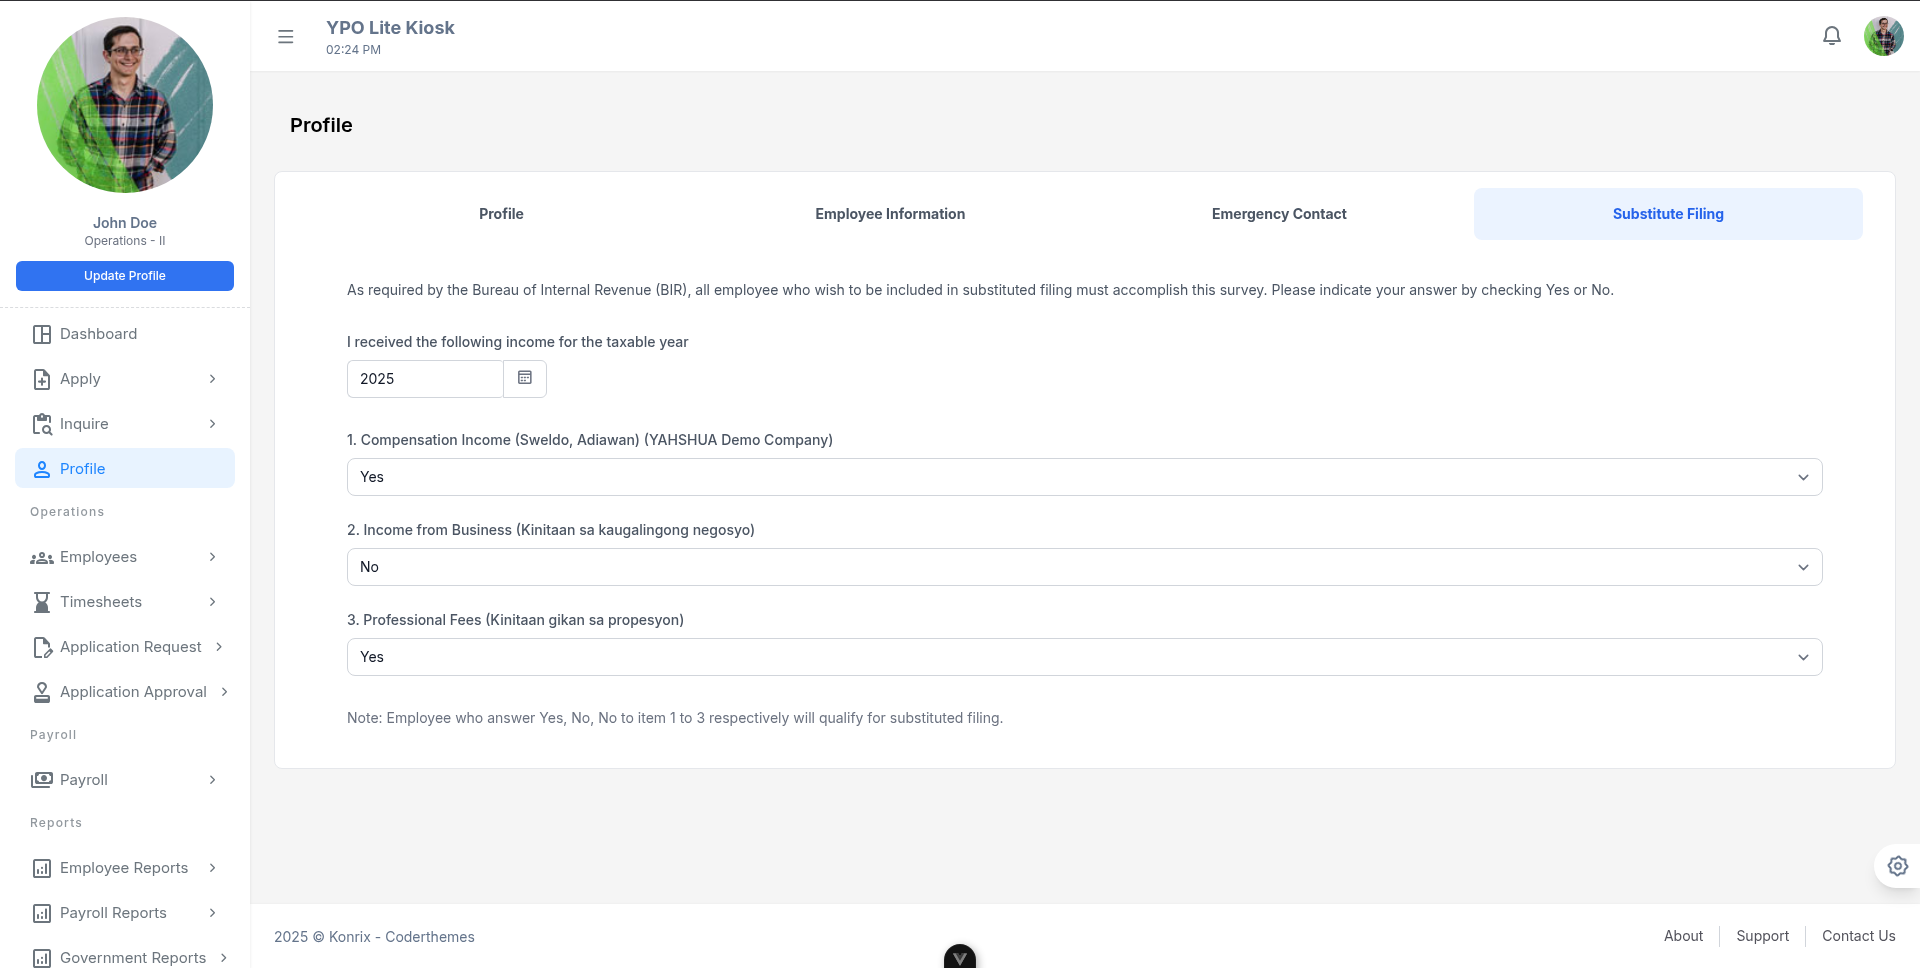 YPO Lite Kiosk
02:24 PM
John Doe
Operations - II
Update Profile
Dashboard
Apply
Inquire
Profile
Operations
Employees
Timesheets
Application Request
Application Approval
Payroll
Payroll
Reports
Employee Reports
Payroll Reports
Government Reports
Profile
Profile
Employee Information
Emergency Contact
Substitute Filing
As required by the Bureau of Internal Revenue (BIR), all employee who wish to be included in substituted filing must accomplish this survey. Please indicate your answer by checking Yes or No.
I received the following income for the taxable year
2025
1. Compensation Income (Sweldo, Adiawan) (YAHSHUA Demo Company)
Yes
2. Income from Business (Kinitaan sa kaugalingong negosyo)
No
3. Professional Fees (Kinitaan gikan sa propesyon)
Yes
Note: Employee who answer Yes, No, No to item 1 to 3 respectively will qualify for substituted filing.
2025 © Konrix - Coderthemes
About
Support
Contact Us